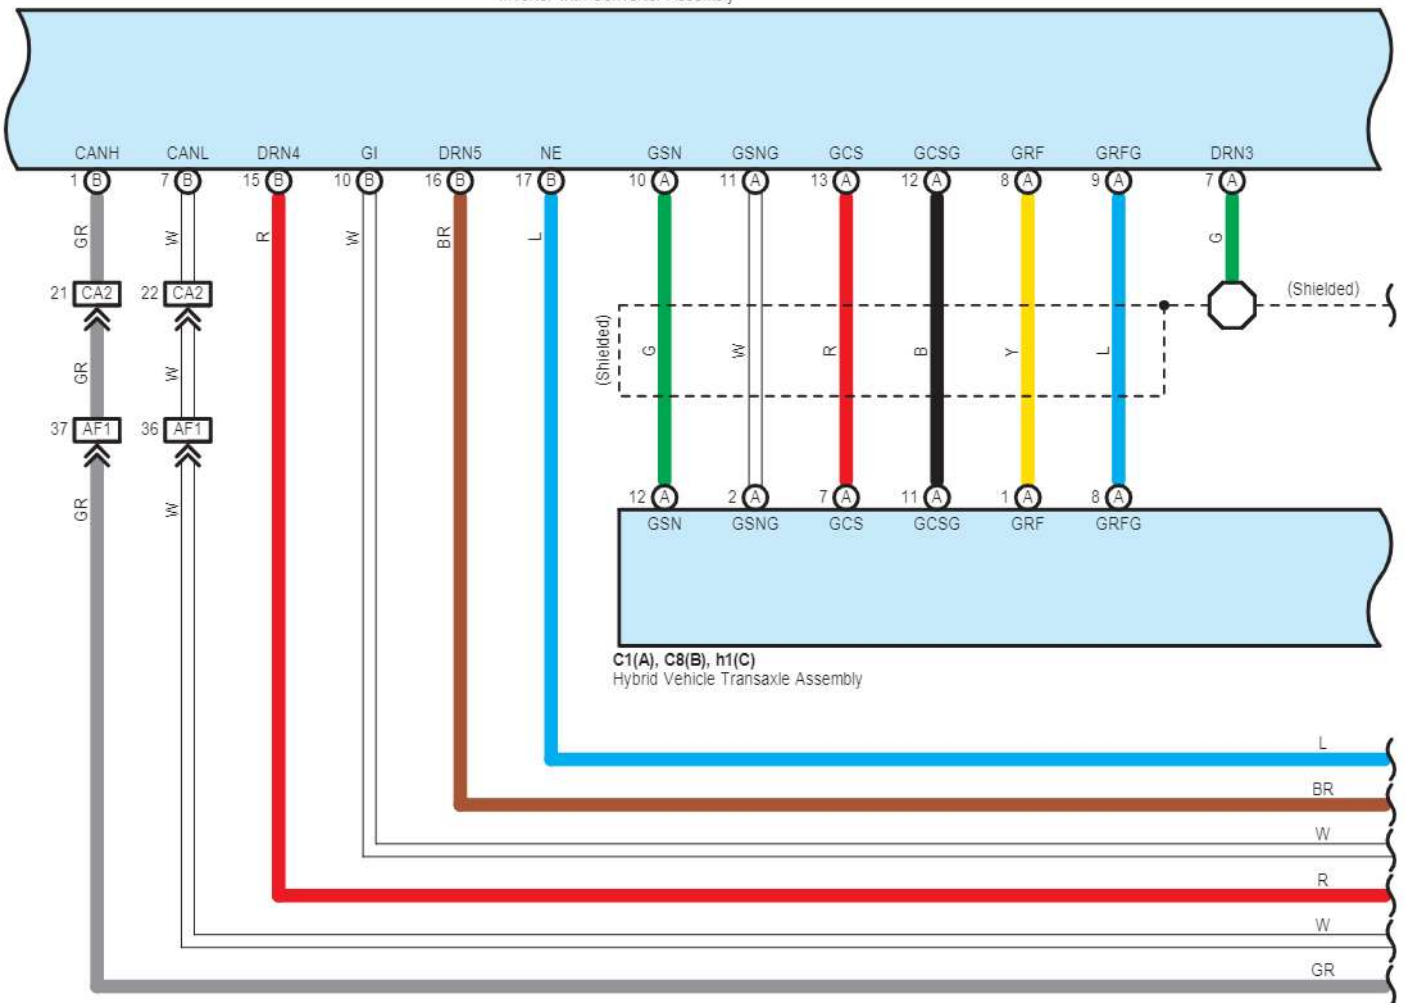 CANH CANL DRN4 GI DRN5 NE GSN GSNG GCS GCSG GRF GRFG DRN3
1 B 7 B 15 B 10 B 16 B 17 B 10 A 11 A 13 A 12 A 8 A 9 A 7 A
GR W R W BR L G
21 CA2 22 CA2
(Shielded)
(Shielded)
GR W G W R B Y L
37 AF1 36 AF1
GR W
12 A 2 A 7 A 11 A 1 A 8 A
GSN GSNG GCS GCSG GRF GRFG
C1(A), C8(B), h1(C)
Hybrid Vehicle Transaxle Assembly
L
BR
W
R
W
GR